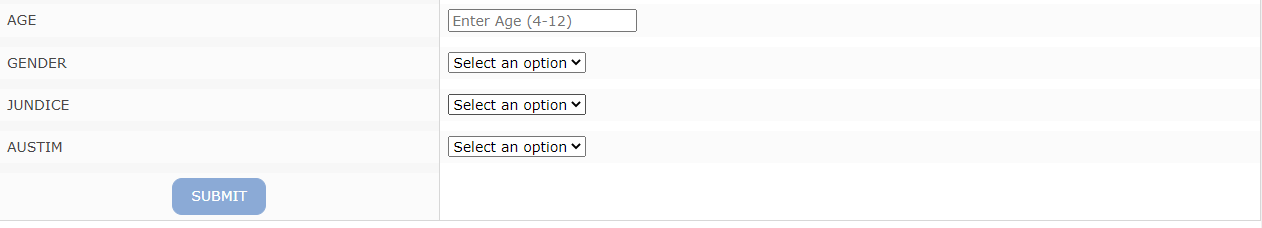 AGE Enter Age (4-12)
GENDER Select an option
JUNDICE Select an option
AUSTIM Select an option
SUBMIT